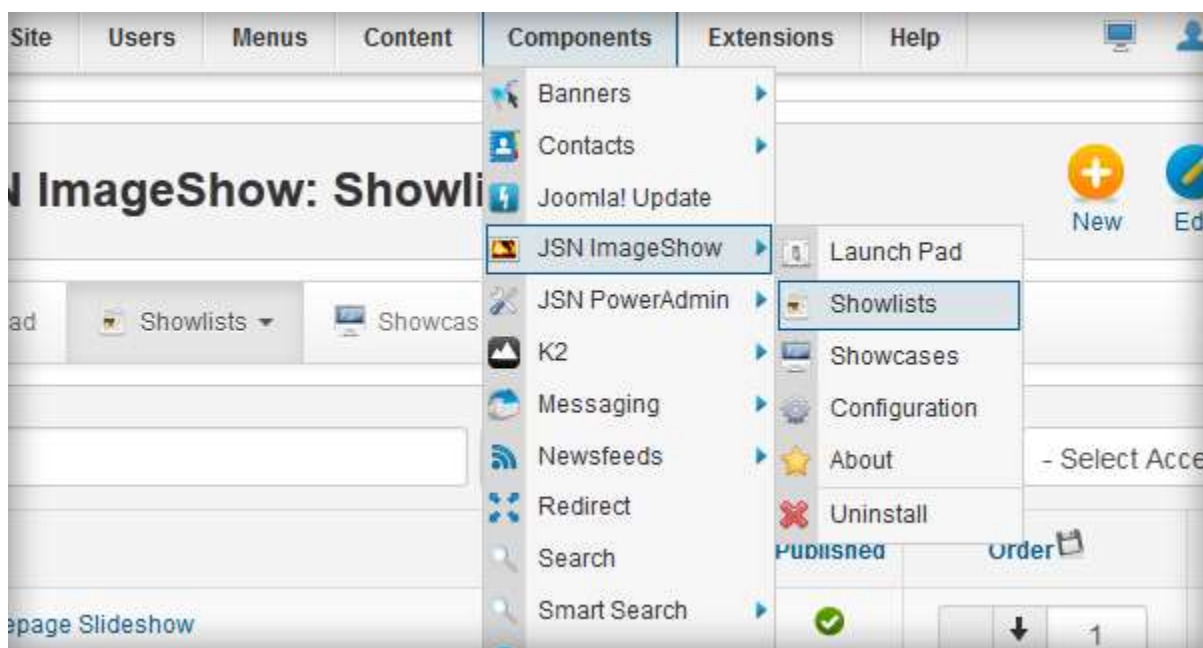 Site Users Menus Content Components Extensions Help
Banners
Contacts
N ImageShow: Showli
Joomla! Update
New Ed
JSN ImageShow
Launch Pad
JSN PowerAdmin
Showlists
ad Showlists Showcas
K2
Showcases
Messaging
Configuration
Newsfeeds
About
- Select Acce
Redirect
Uninstall
Search
Published Order
Smart Search
epage Slideshow
1